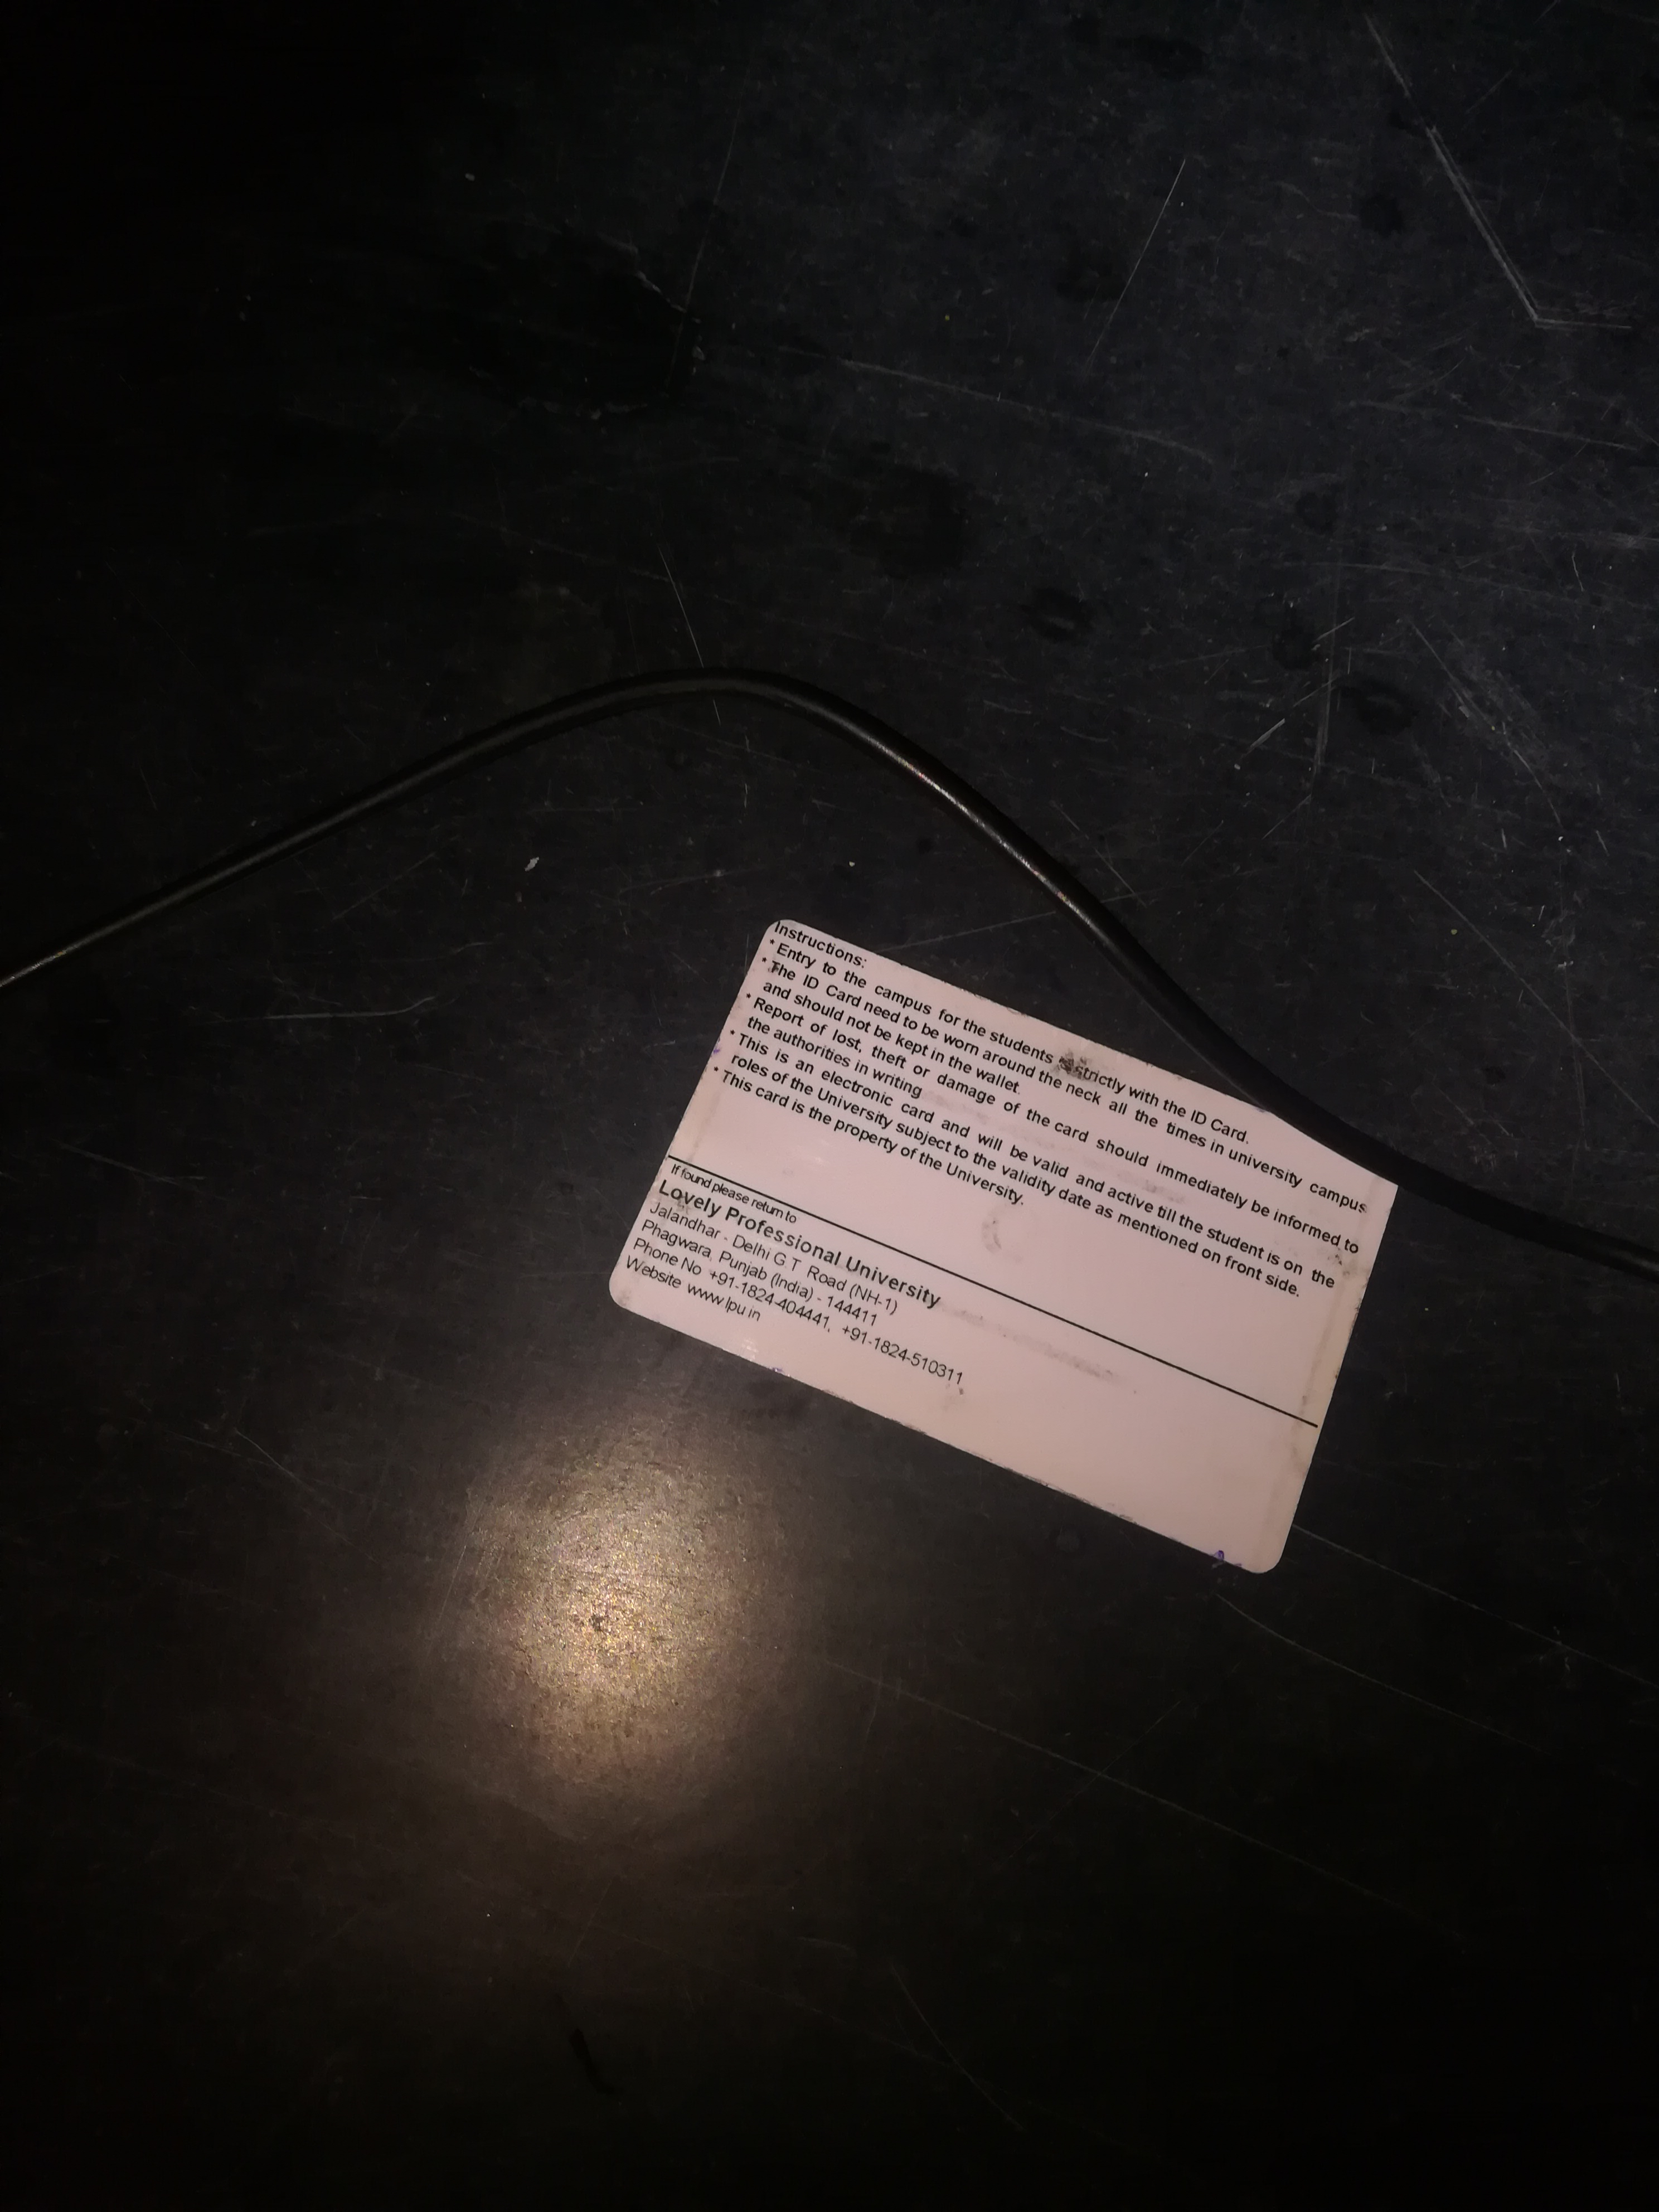 Instructions:
* Entry to the campus for the students is strictly with the ID Card.
* The ID Card need to be worn around the neck all the times in university campus
and should not be kept in the wallet.
* Report of lost, theft or damage of the card should immediately be informed to
the authorities in writing
* This is an electronic card and will be valid and active till the student is on the
roles of the University subject to the validity date as mentioned on front side.
* This card is the property of the University.
If found please return to
Lovely Professional University
Jalandhar - Delhi G.T. Road (NH-1)
Phagwara, Punjab (India) - 144411
Phone No +91-1824-404441, +91-1824-510311
Website www.lpu.in